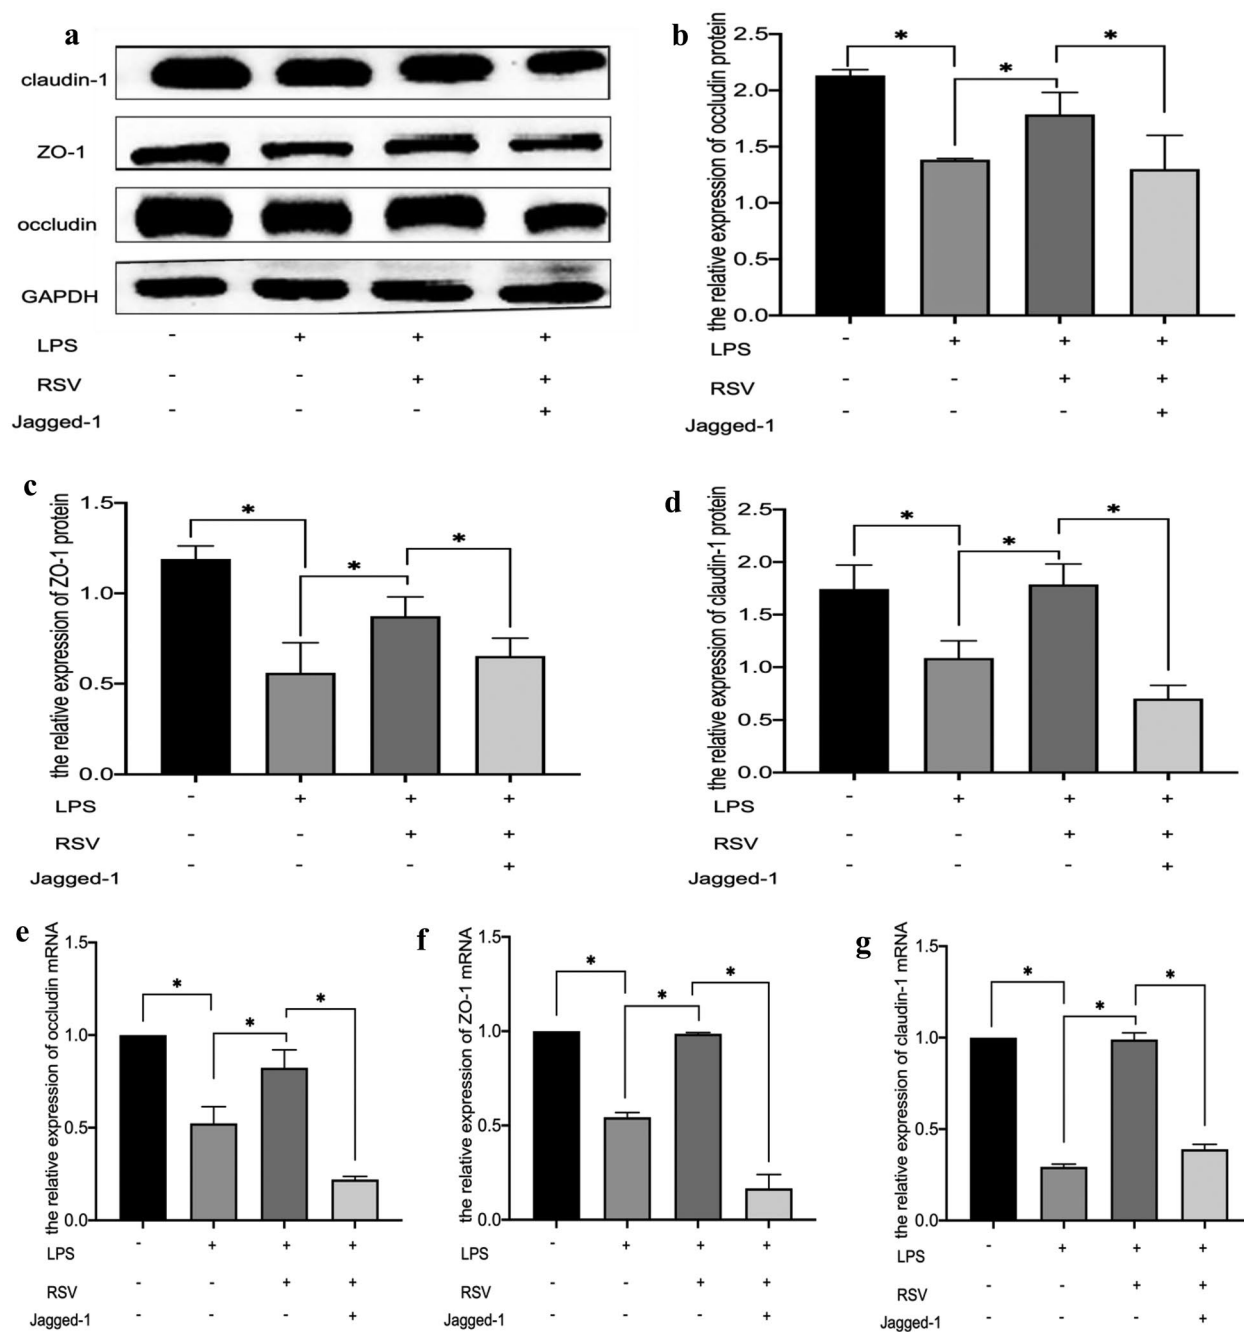 a
claudin-1
ZO-1
occludin
GAPDH
LPS - + + +
RSV - - + +
Jagged-1 - - - +
b
the relative expression of occludin protein
2.5
2.0
1.5
1.0
0.5
0.0
* * *
LPS - + + +
RSV - - + +
Jagged-1 - - - +
c
the relative expression of ZO-1 protein
1.5
1.0
0.5
0.0
* * *
LPS - + + +
RSV - - + +
Jagged-1 - - - +
d
the relative expression of claudin-1 protein
2.5
2.0
1.5
1.0
0.5
0.0
* * *
LPS - + + +
RSV - - + +
Jagged-1 - - - +
e
the relative expression of occludin mRNA
1.5
1.0
0.5
0.0
* * *
LPS - + + +
RSV - - + +
Jagged-1 - - - +
f
the relative expression of ZO-1 mRNA
1.5
1.0
0.5
0.0
* * *
LPS - + + +
RSV - - + +
Jagged-1 - - - +
g
the relative expression of claudin-1 mRNA
1.5
1.0
0.5
0.0
* * *
LPS - + + +
RSV - - + +
Jagged-1 - - - +